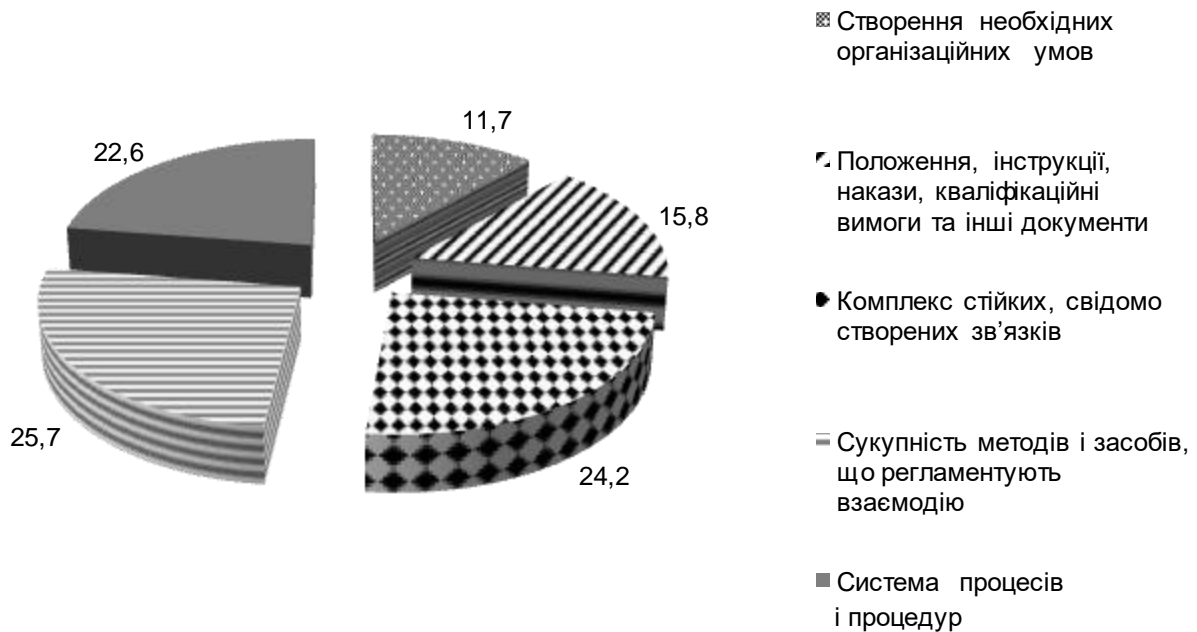 22,6
11,7
15,8
25,7
24,2
Створення необхідних
організаційних умов
Положення, інструкції,
накази, кваліфікаційні
вимоги та інші документи
Комплекс стійких, свідомо
створених зв’язків
Сукупність методів і засобів,
що регламентують
взаємодію
Система процесів
і процедур